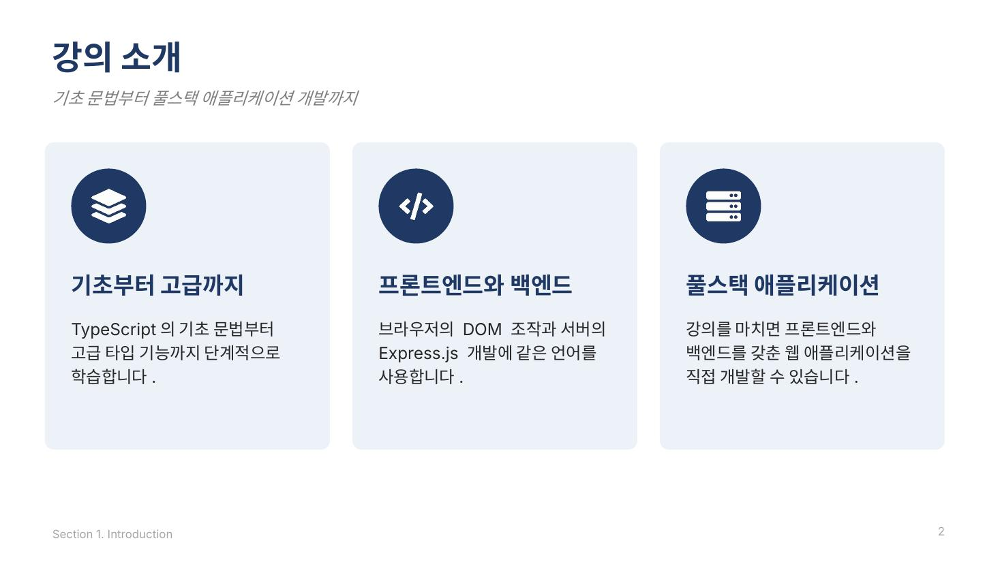 강의 소개
기초 문법부터 풀스택 애플리케이션 개발까지
기초부터 고급까지
TypeScript 의 기초 문법부터
고급 타입 기능까지 단계적으로
학습합니다 .
프론트엔드와 백엔드
브라우저의 DOM 조작과 서버의
Express.js 개발에 같은 언어를
사용합니다 .
풀스택 애플리케이션
강의를 마치면 프론트엔드와
백엔드를 갖춘 웹 애플리케이션을
직접 개발할 수 있습니다 .
Section 1. Introduction
2